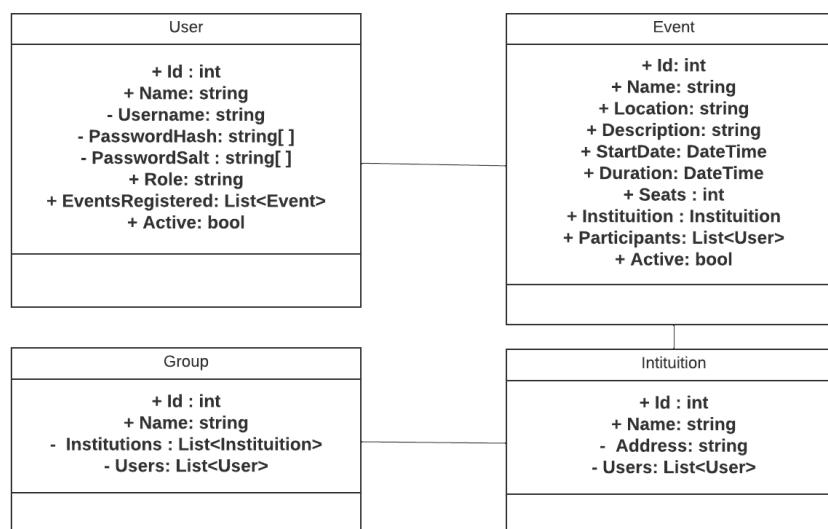 User
+ Id : int
+ Name: string
- Username: string
- PasswordHash: string[ ]
- PasswordSalt : string[ ]
+ Role: string
+ EventsRegistered: List<Event>
+ Active: bool
Event
+ Id: int
+ Name: string
+ Location: string
+ Description: string
+ StartDate: DateTime
+ Duration: DateTime
+ Seats : int
+ Instituition : Instituition
+ Participants: List<User>
+ Active: bool
Group
+ Id : int
+ Name: string
- Institutions : List<Instituition>
- Users: List<User>
Intituition
+ Id : int
+ Name: string
- Address: string
- Users: List<User>